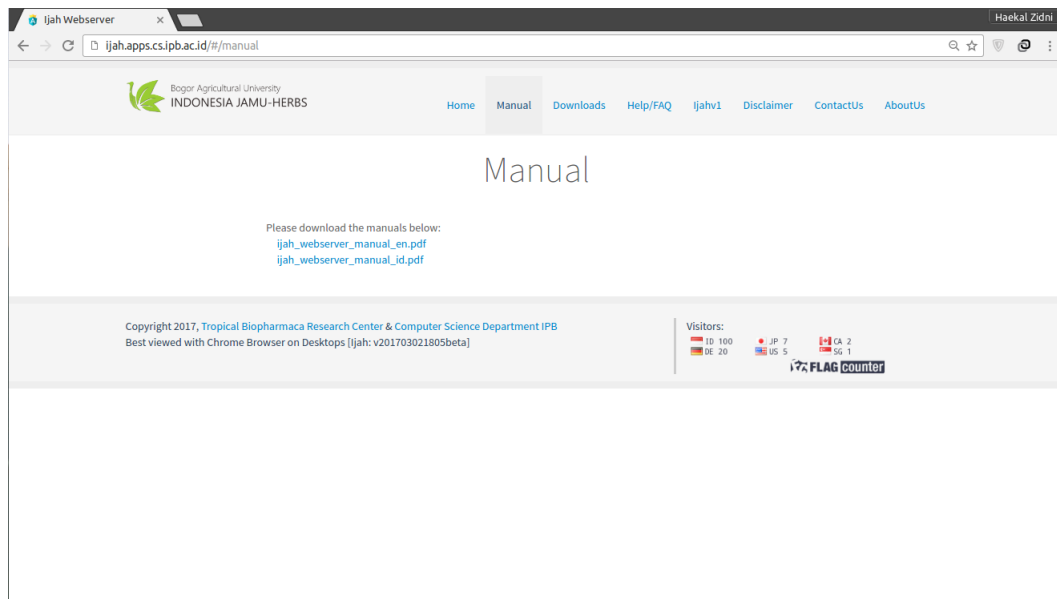 Ijah Webserver
Haekal Zidni
ijah.apps.cs.ipb.ac.id/#/manual
Bogor Agricultural University
INDONESIA JAMU-HERBS
Home Manual Downloads Help/FAQ Ijahv1 Disclaimer ContactUs AboutUs
Manual
Please download the manuals below:
ijah_webserver_manual_en.pdf
ijah_webserver_manual_id.pdf
Copyright 2017, Tropical Biopharmaca Research Center & Computer Science Department IPB
Best viewed with Chrome Browser on Desktops [Ijah: v201703021805beta]
Visitors:
ID 100 JP 7 CA 2
DE 20 US 5 SG 1
FLAG counter